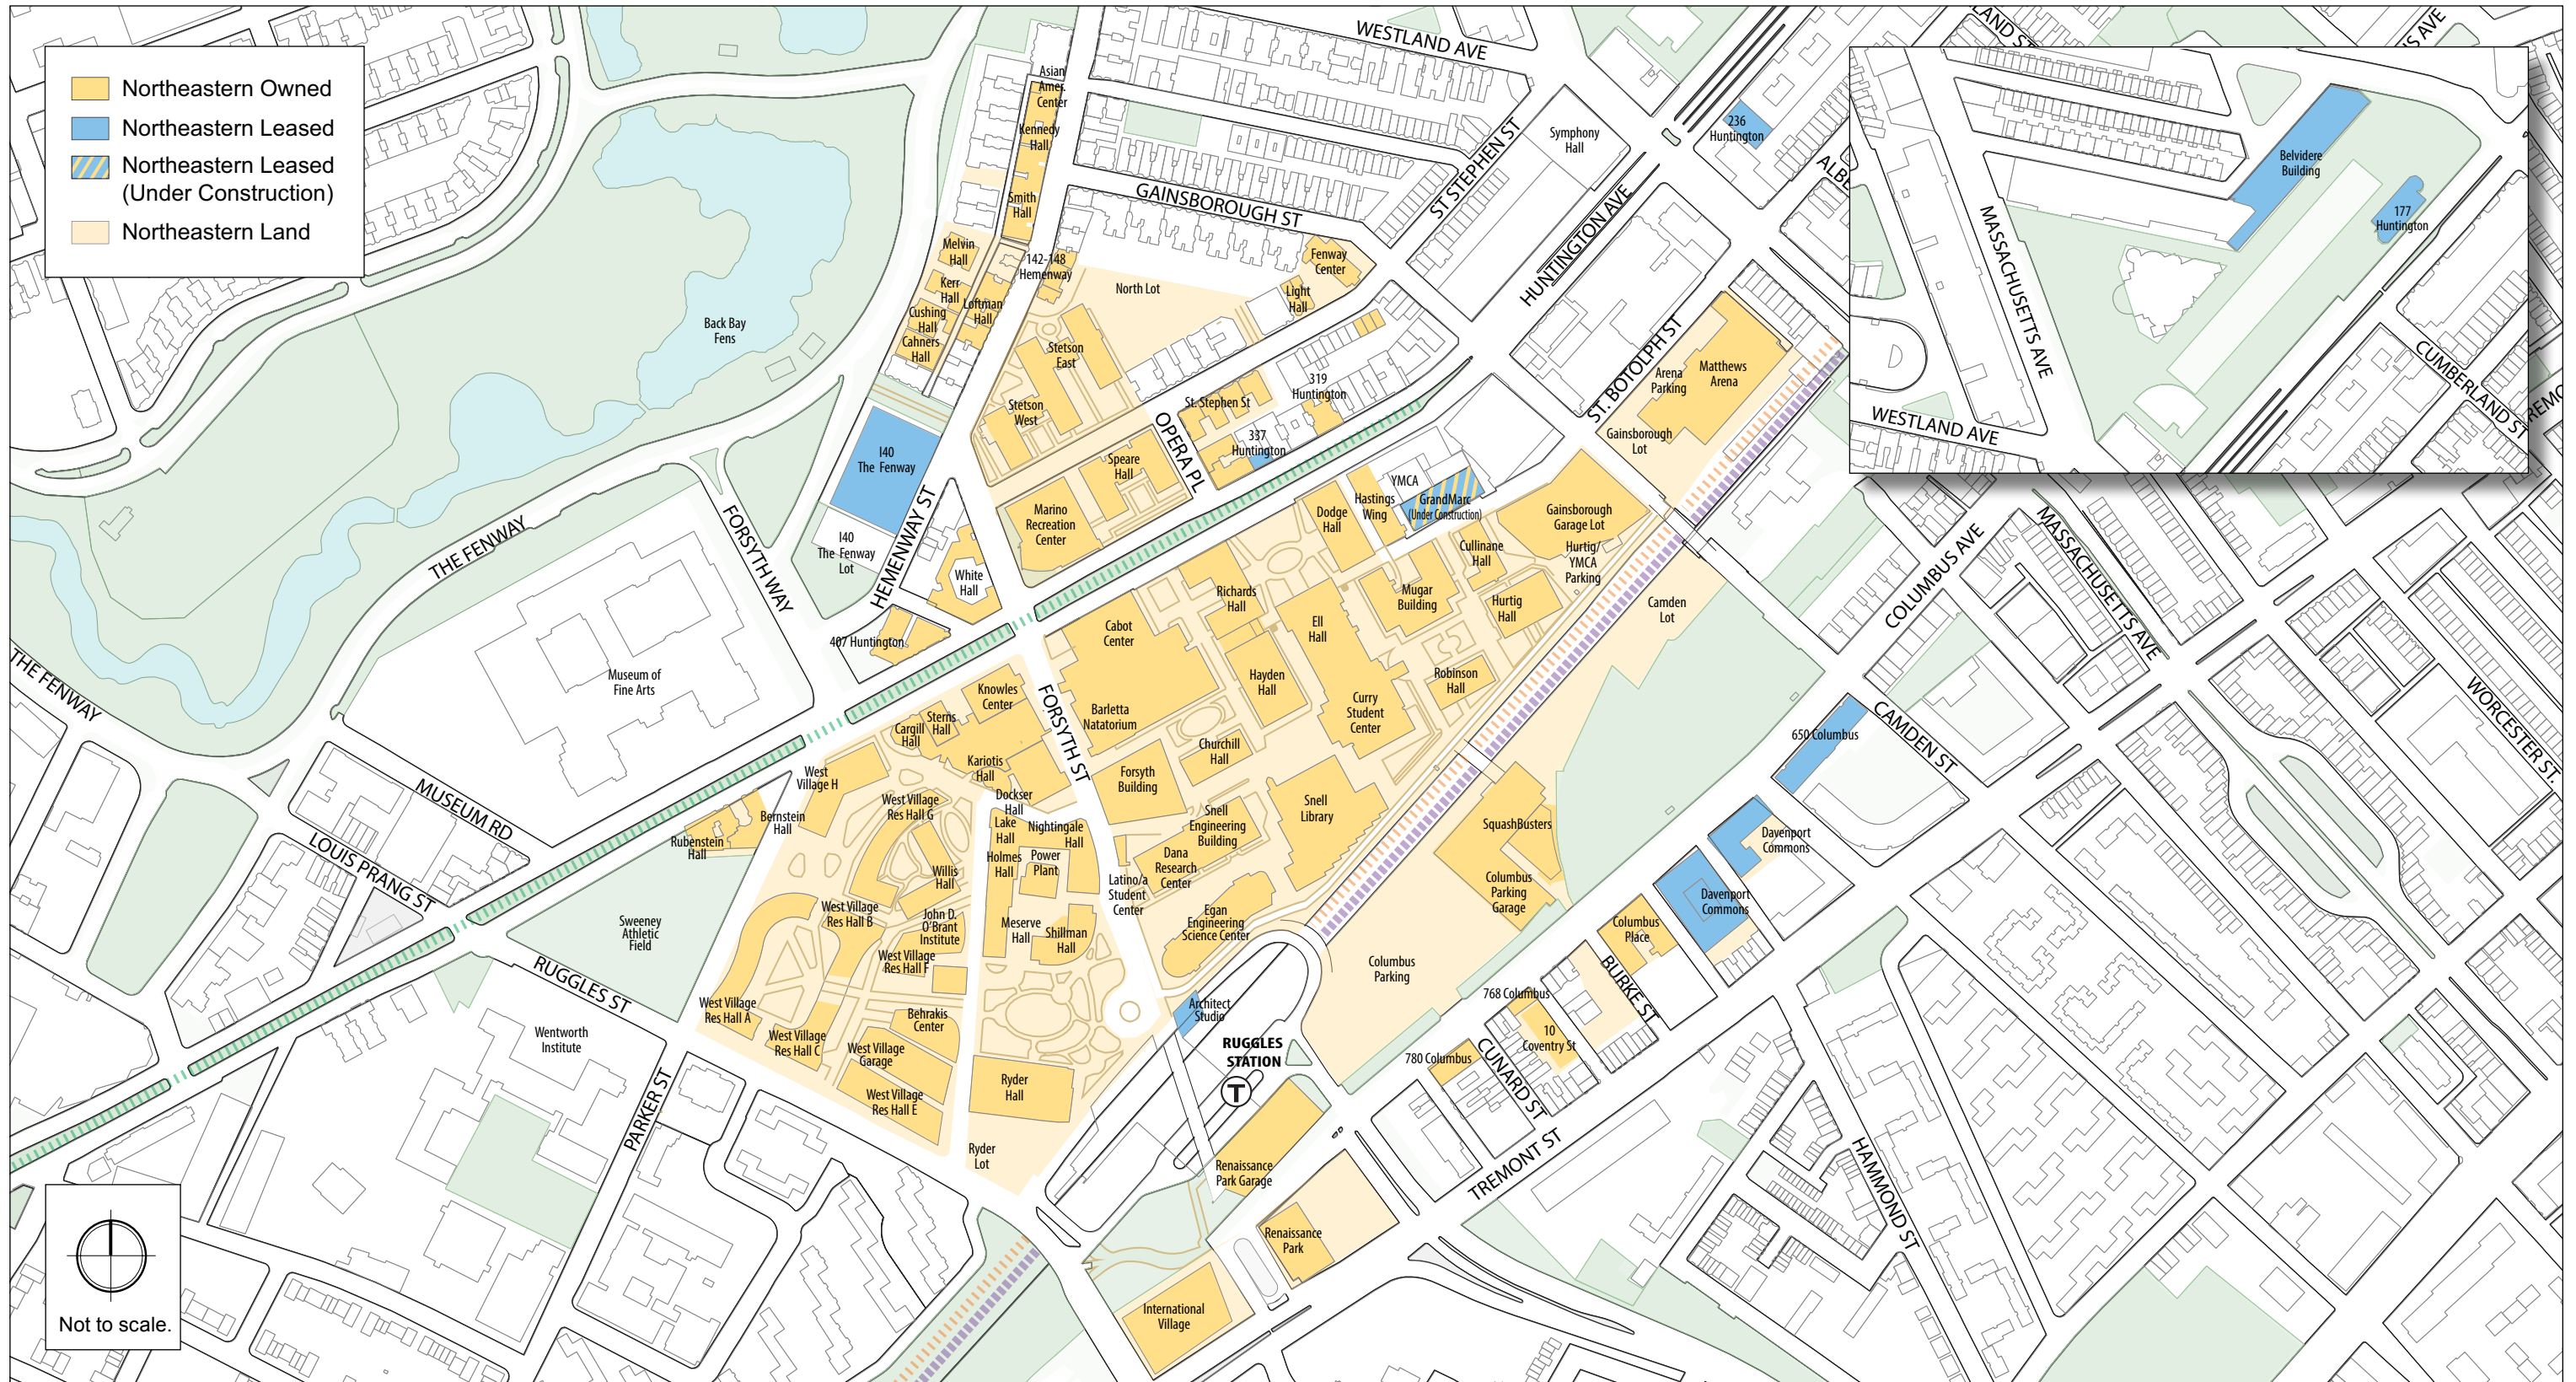 Northeastern Owned
Northeastern Leased
Northeastern Leased
(Under Construction)
Northeastern Land
WESTLAND AVE
Asian
Amer.
Center
Kennedy
Hall
Smith
Hall
GAINSBOROUGH ST
ST STEPHEN ST
Symphony
Hall
HUNTINGTON AVE
236
Huntington
Belvidere
Building
177
Huntington
MASSACHUSETTS AVE
WESTLAND AVE
CUMBERLAND ST
Melvin
Hall
Kerr
Hall
Cushing
Hall
Loftman
Hall
Cahners
Hall
142-148
Hemenway
North Lot
Fenway
Center
Light
Hall
Back Bay
Fens
Stetson
East
Stetson
West
St. Stephen St
319
Huntington
337
Huntington
OPERA PL
Speare
Hall
Marino
Recreation
Center
ST. BOTOLPH ST
Arena
Parking
Matthews
Arena
Gainsborough
Lot
I40
The Fenway
I40
The Fenway
Lot
HEMENWAY ST
White
Hall
407 Huntington
THE FENWAY
FORSYTH WAY
THE FENWAY
Museum of
Fine Arts
YMCA
GrandMarc
(Under Construction)
Dodge
Hall
Hastings
Wing
Gainsborough
Garage Lot
Hurtig/
YMCA
Parking
Cullinane
Hall
Mugar
Building
Hurtig
Hall
Richards
Hall
Ell
Hall
Cabot
Center
Hayden
Hall
Curry
Student
Center
Robinson
Hall
Camden
Lot
COLUMBUS AVE
MASSACHUSETTS AVE
WORCESTER ST.
CAMDEN ST
650 Columbus
Barletta
Natatorium
Knowles
Center
Sterns
Hall
Cargill
Hall
Kariotis
Hall
Dockser
Hall
FORSYTH ST
Churchill
Hall
Forsyth
Building
Snell
Engineering
Building
Snell
Library
Dana
Research
Center
Egan
Engineering
Science Center
Latino/a
Student
Center
SquashBusters
Columbus
Parking
Garage
Columbus
Parking
Davenport
Commons
Davenport
Commons
Columbus
Place
BURKE ST
768 Columbus
10
Coventry St
780 Columbus
CUNARD ST
TREMONT ST
HAMMOND ST
MUSEUM RD
LOUIS PRANG ST
Rubenstein
Hall
Bernstein
Hall
West
Village H
West Village
Res Hall G
Lake
Hall
Nightingale
Hall
Holmes
Hall
Power
Plant
Willis
Hall
West Village
Res Hall B
John D.
O'Brant
Institute
Meserve
Hall
Shillman
Hall
West Village
Res Hall F
Sweeney
Athletic
Field
RUGGLES ST
West Village
Res Hall A
West Village
Res Hall C
Behrakis
Center
West Village
Garage
West Village
Res Hall E
Ryder
Hall
Ryder
Lot
Wentworth
Institute
PARKER ST
Architect
Studio
RUGGLES
STATION
T
Renaissance
Park Garage
Renaissance
Park
International
Village
Not to scale.